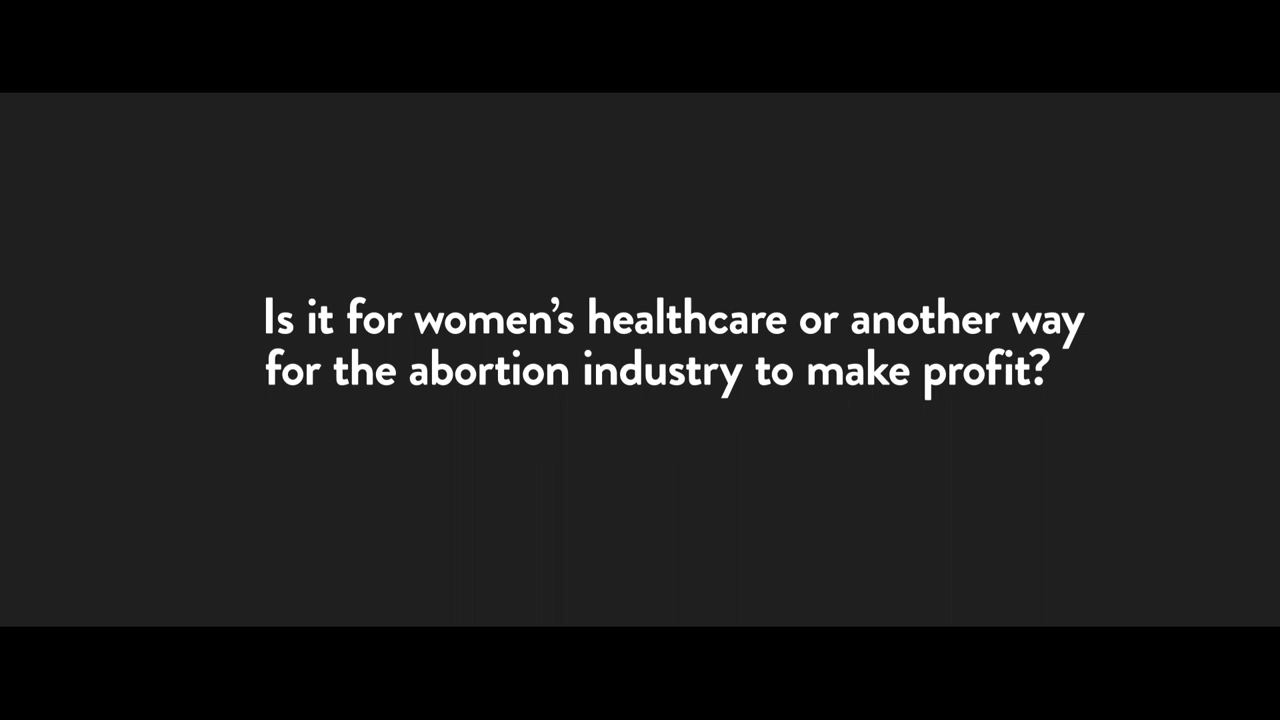 Is it for women’s healthcare or another way
for the abortion industry to make profit?